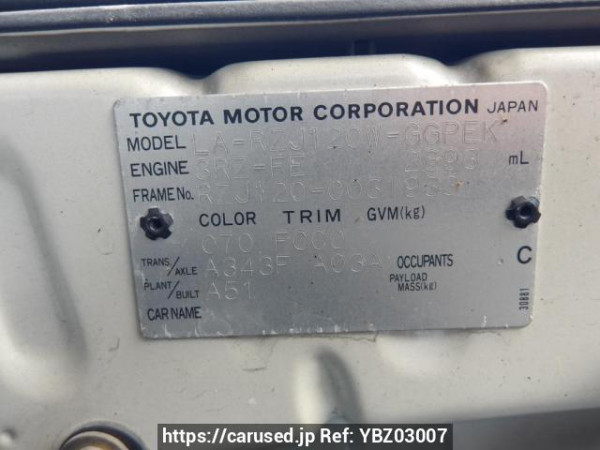 TOYOTA MOTOR CORPORATION JAPAN
MODEL LA-RZJ120W-GGPEK
ENGINE 3RZ-FE 2693 mL
FRAME No. RZJ120-
COLOR TRIM GVM(kg)
070
TRANS/AXLE A343F A03A OCCUPANTS C
PLANT/BUILT A51 PAYLOAD MASS(kg)
CAR NAME
30881
https://carused.jp Ref: YBZ03007